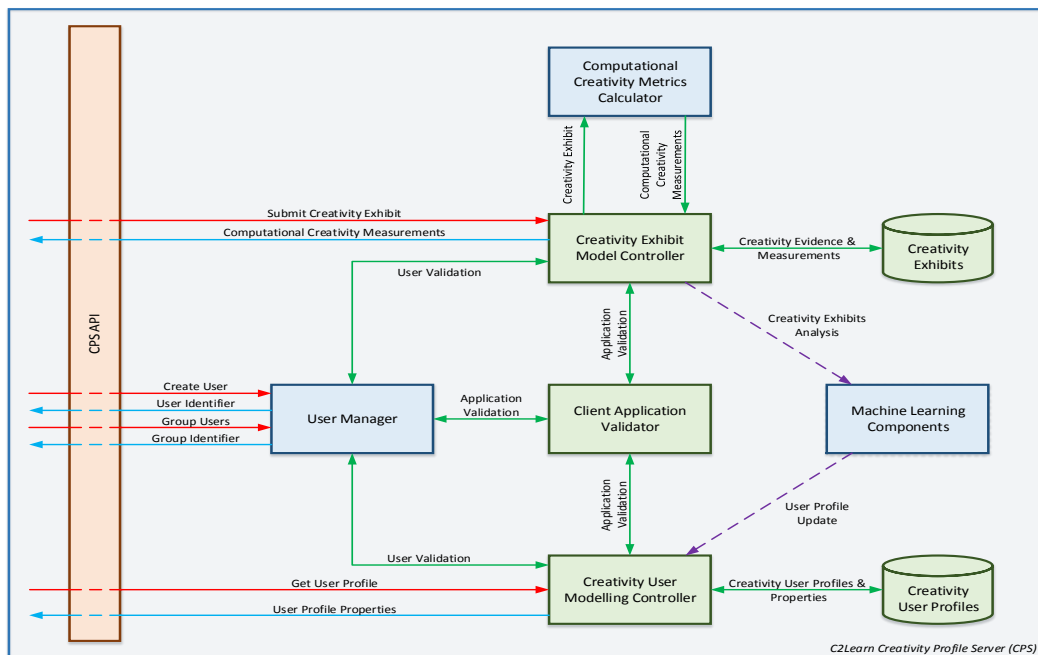 Computational
Creativity Metrics
Calculator
Creativity Exhibit
Computational
Creativity
Measurements
Submit Creativity Exhibit
Computational Creativity Measurements
Creativity Exhibit
Model Controller
Creativity Evidence &
Measurements
Creativity
Exhibits
User Validation
Application
Validation
Creativity Exhibits
Analysis
CPS API
Create User
User Identifier
Group Users
Group Identifier
User Manager
Application
Validation
Client Application
Validator
Machine Learning
Components
Application
Validation
User Profile
Update
User Validation
Get User Profile
User Profile Properties
Creativity User
Modelling Controller
Creativity User Profiles &
Properties
Creativity
User Profiles
C2Learn Creativity Profile Server (CPS)